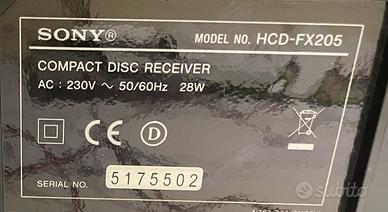 SONY® MODEL NO. HCD-FX205
COMPACT DISC RECEIVER
AC : 230V ~ 50/60Hz 28W
CE D
SERIAL NO. 5175502
subito